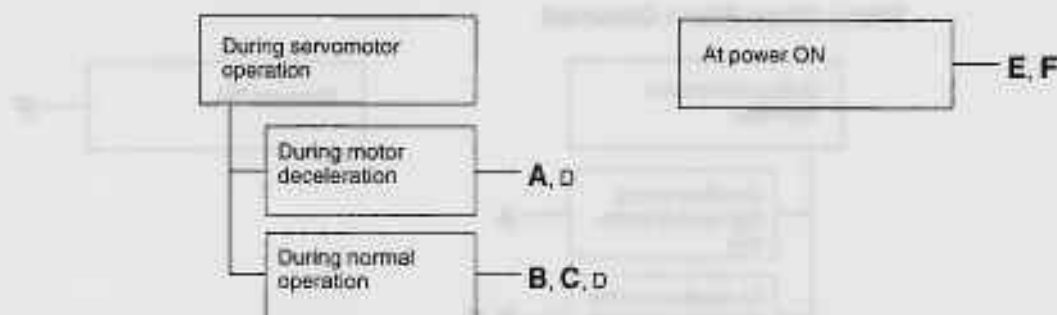 During servomotor
operation
At power ON
E, F
During motor
deceleration
A, D
During normal
operation
B, C, D